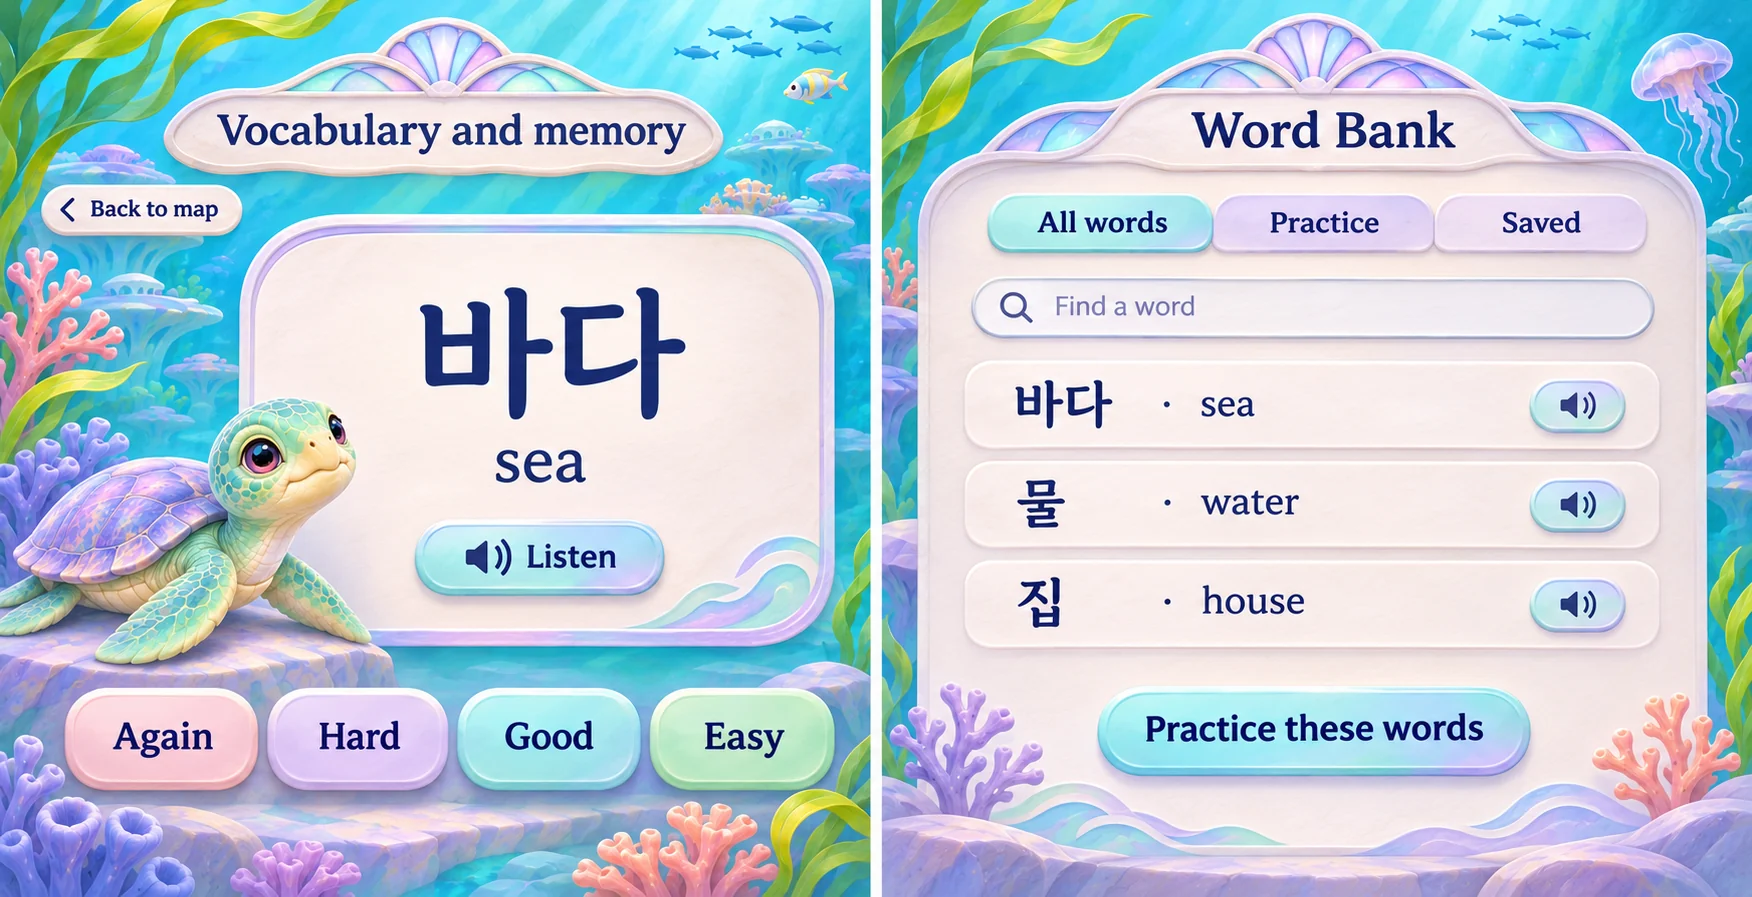 Vocabulary and memory
Back to map
바다
sea
Listen
Again
Hard
Good
Easy
Word Bank
All words
Practice
Saved
Find a word
바다 · sea
물 · water
집 · house
Practice these words